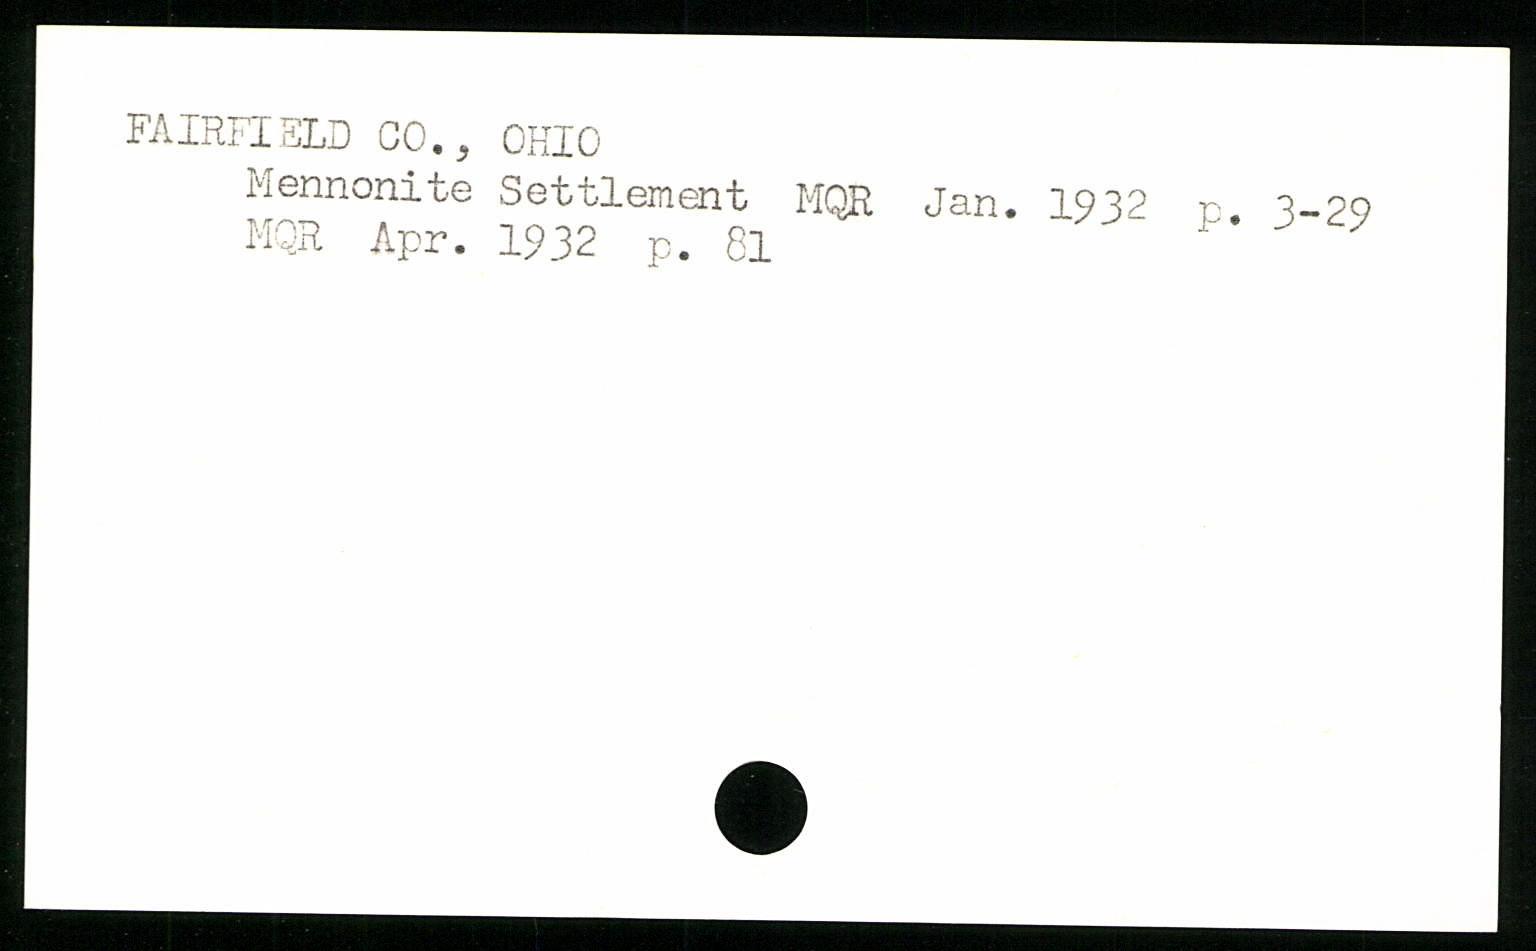 FAIRFIELD CO., OHIO
Mennonite Settlement MQR Jan. 1932 p. 3-29
MQR Apr. 1932 p. 81